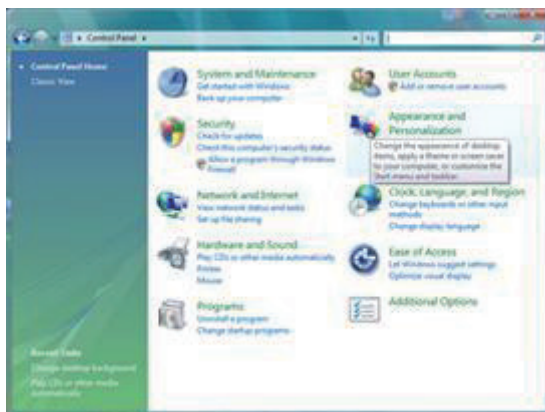 Control Panel
Control Panel Home
Classic View
System and Maintenance
Get started with Windows
Back up your computer
Security
Check for updates
Check this computer's security status
Allow a program through Windows
Firewall
Network and Internet
View network status and tasks
Set up file sharing
Hardware and Sound
Play CDs or other media automatically
Printer
Mouse
Programs
Uninstall a program
Change startup programs
User Accounts
Add or remove user accounts
Appearance and
Personalization
Change the appearance of desktop
items, apply a theme or screen saver
to your computer, or customize the
Start menu and taskbar.
Clock, Language, and Region
Change keyboards or other input
methods
Change display language
Ease of Access
Let Windows suggest settings
Optimize visual display
Additional Options
Recent Tasks
Change desktop background
Play CDs or other media
automatically